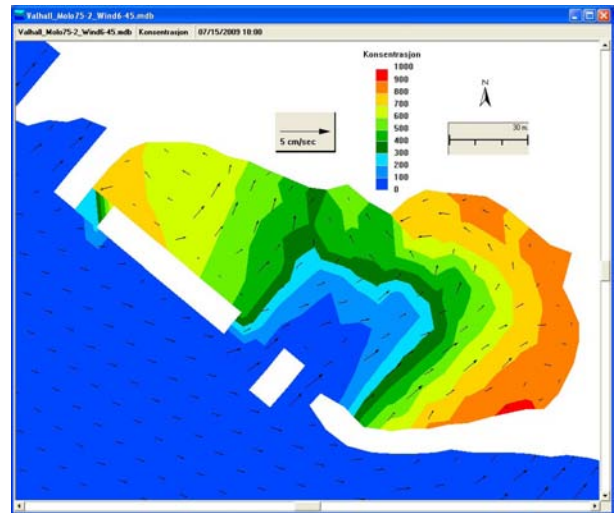 Valhall_Molo75-2_Wind6-45.mdb
Valhall_Molo75-2_Wind6-45.mdb Konsentrasjon 07/15/2009 10:00
Konsentrasjon
1000
900
800
700
600
500
400
300
200
100
0
5 cm/sec
N
30 m.